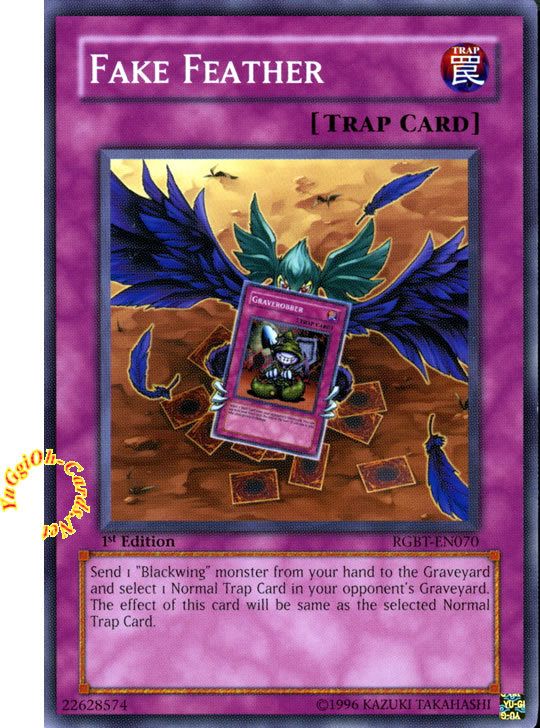 FAKE FEATHER
TRAP
罠
[TRAP CARD]
GRAVEROBBER
TRAP CARD
YuGgiOh-Cards.Net
1st Edition
RGBT-EN070
Send 1 "Blackwing" monster from your hand to the Graveyard
and select 1 Normal Trap Card in your opponent's Graveyard.
The effect of this card will be same as the selected Normal
Trap Card.
22628574
©1996 KAZUKI TAKAHASHI